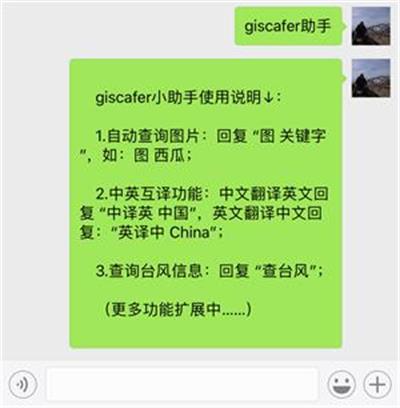 giscafer助手
giscafer小助手使用说明↓：
1.自动查询图片：回复 “图 关键字
”，如：图 西瓜；
2.中英互译功能：中文翻译英文回
复 “中译英 中国”，英文翻译中文回
复：“英译中 China”；
3.查询台风信息：回复 “查台风”；
（更多功能扩展中......）